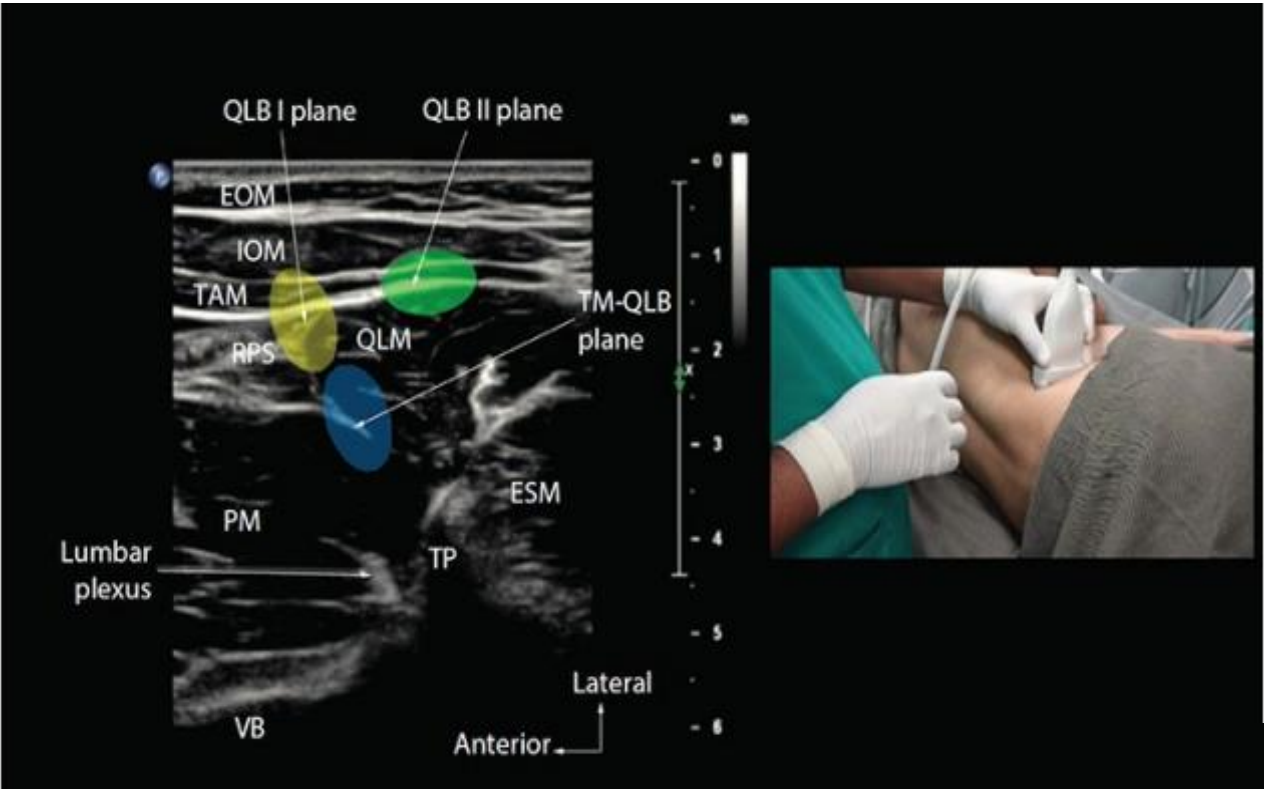 QLB I plane
QLB II plane
M5
EOM
IOM
TAM
RPS
QLM
TM-QLB
plane
PM
ESM
TP
Lumbar
plexus
VB
Lateral
Anterior
P
0
1
2
x
3
4
5
6